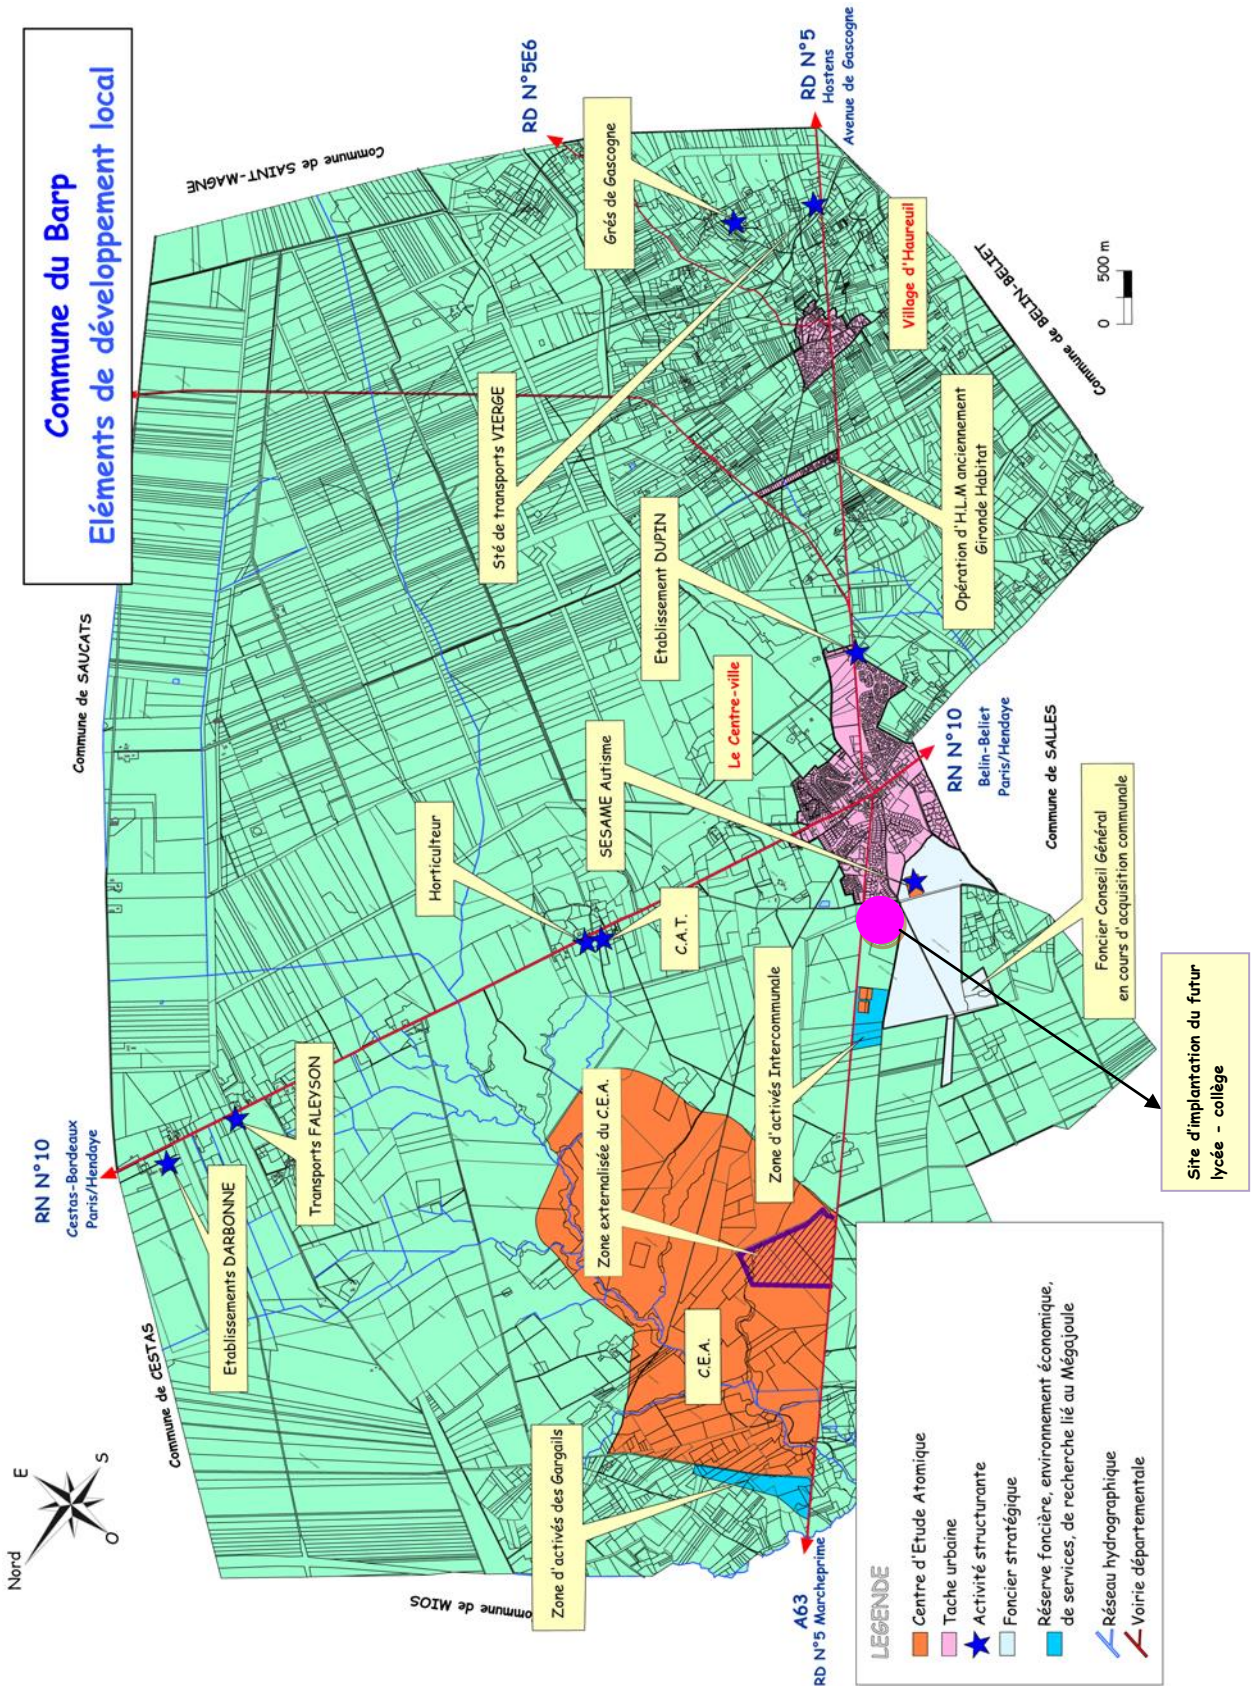 Commune du Barp
Eléments de développement local
RD N°5E6
RD N°5
Hostens
Avenue de Gascogne
Commune de SAINT-MAGNE
Grés de Gascogne
Village d'Haureuil
Commune de BELIN-BELIET
0 500 m
Sté de transports VIERGE
Opération d'H.L.M anciennement
Gironde Habitat
Etablissement DUPIN
Commune de SAUCATS
Le Centre-ville
RN N°10
Belin-Beliet
Paris/Hendaye
SESAME Autisme
Commune de SALLES
Horticulteur
C.A.T.
Foncier Conseil Général
en cours d'acquisition communale
Zone d'activés Intercommunale
Site d'implantation du futur
lycée - collège
RN N°10
Cestas-Bordeaux
Paris/Hendaye
Transports FALEYSON
Etablissements DARBONNE
Zone externalisée du C.E.A.
C.E.A.
Commune de CESTAS
Zone d'activés des Gargails
ommune de MIOS
Nord
E
S
O
A63
RD N°5 Marcheprime
LEGENDE
Centre d'Etude Atomique
Tache urbaine
Activité structurante
Foncier stratégique
Réserve foncière, environnement économique,
de services, de recherche lié au Mégajoule
Réseau hydrographique
Voirie départementale